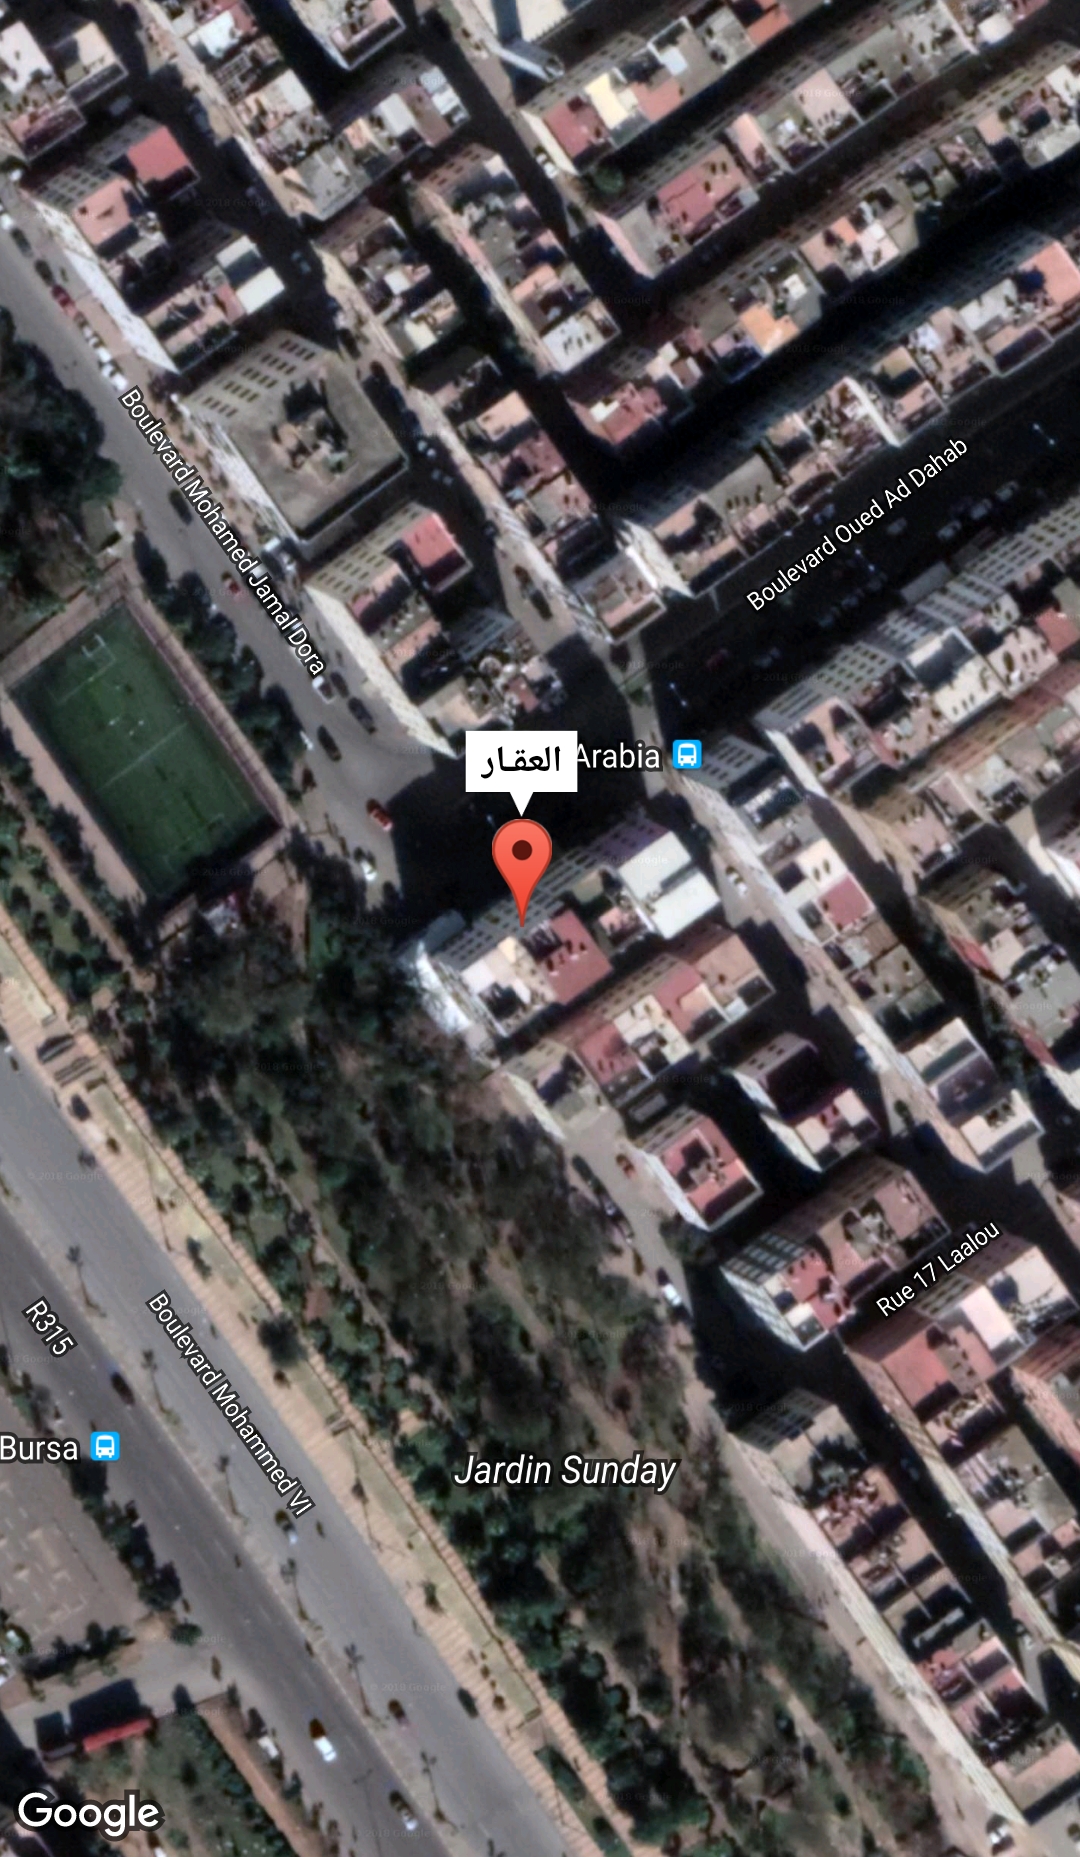 Boulevard Mohamed Jamal Dora
Boulevard Oued Ad Dahab
العقار
Arabia
Rue 17 Laalou
R315
Boulevard Mohammed VI
Bursa
Jardin Sunday
Google